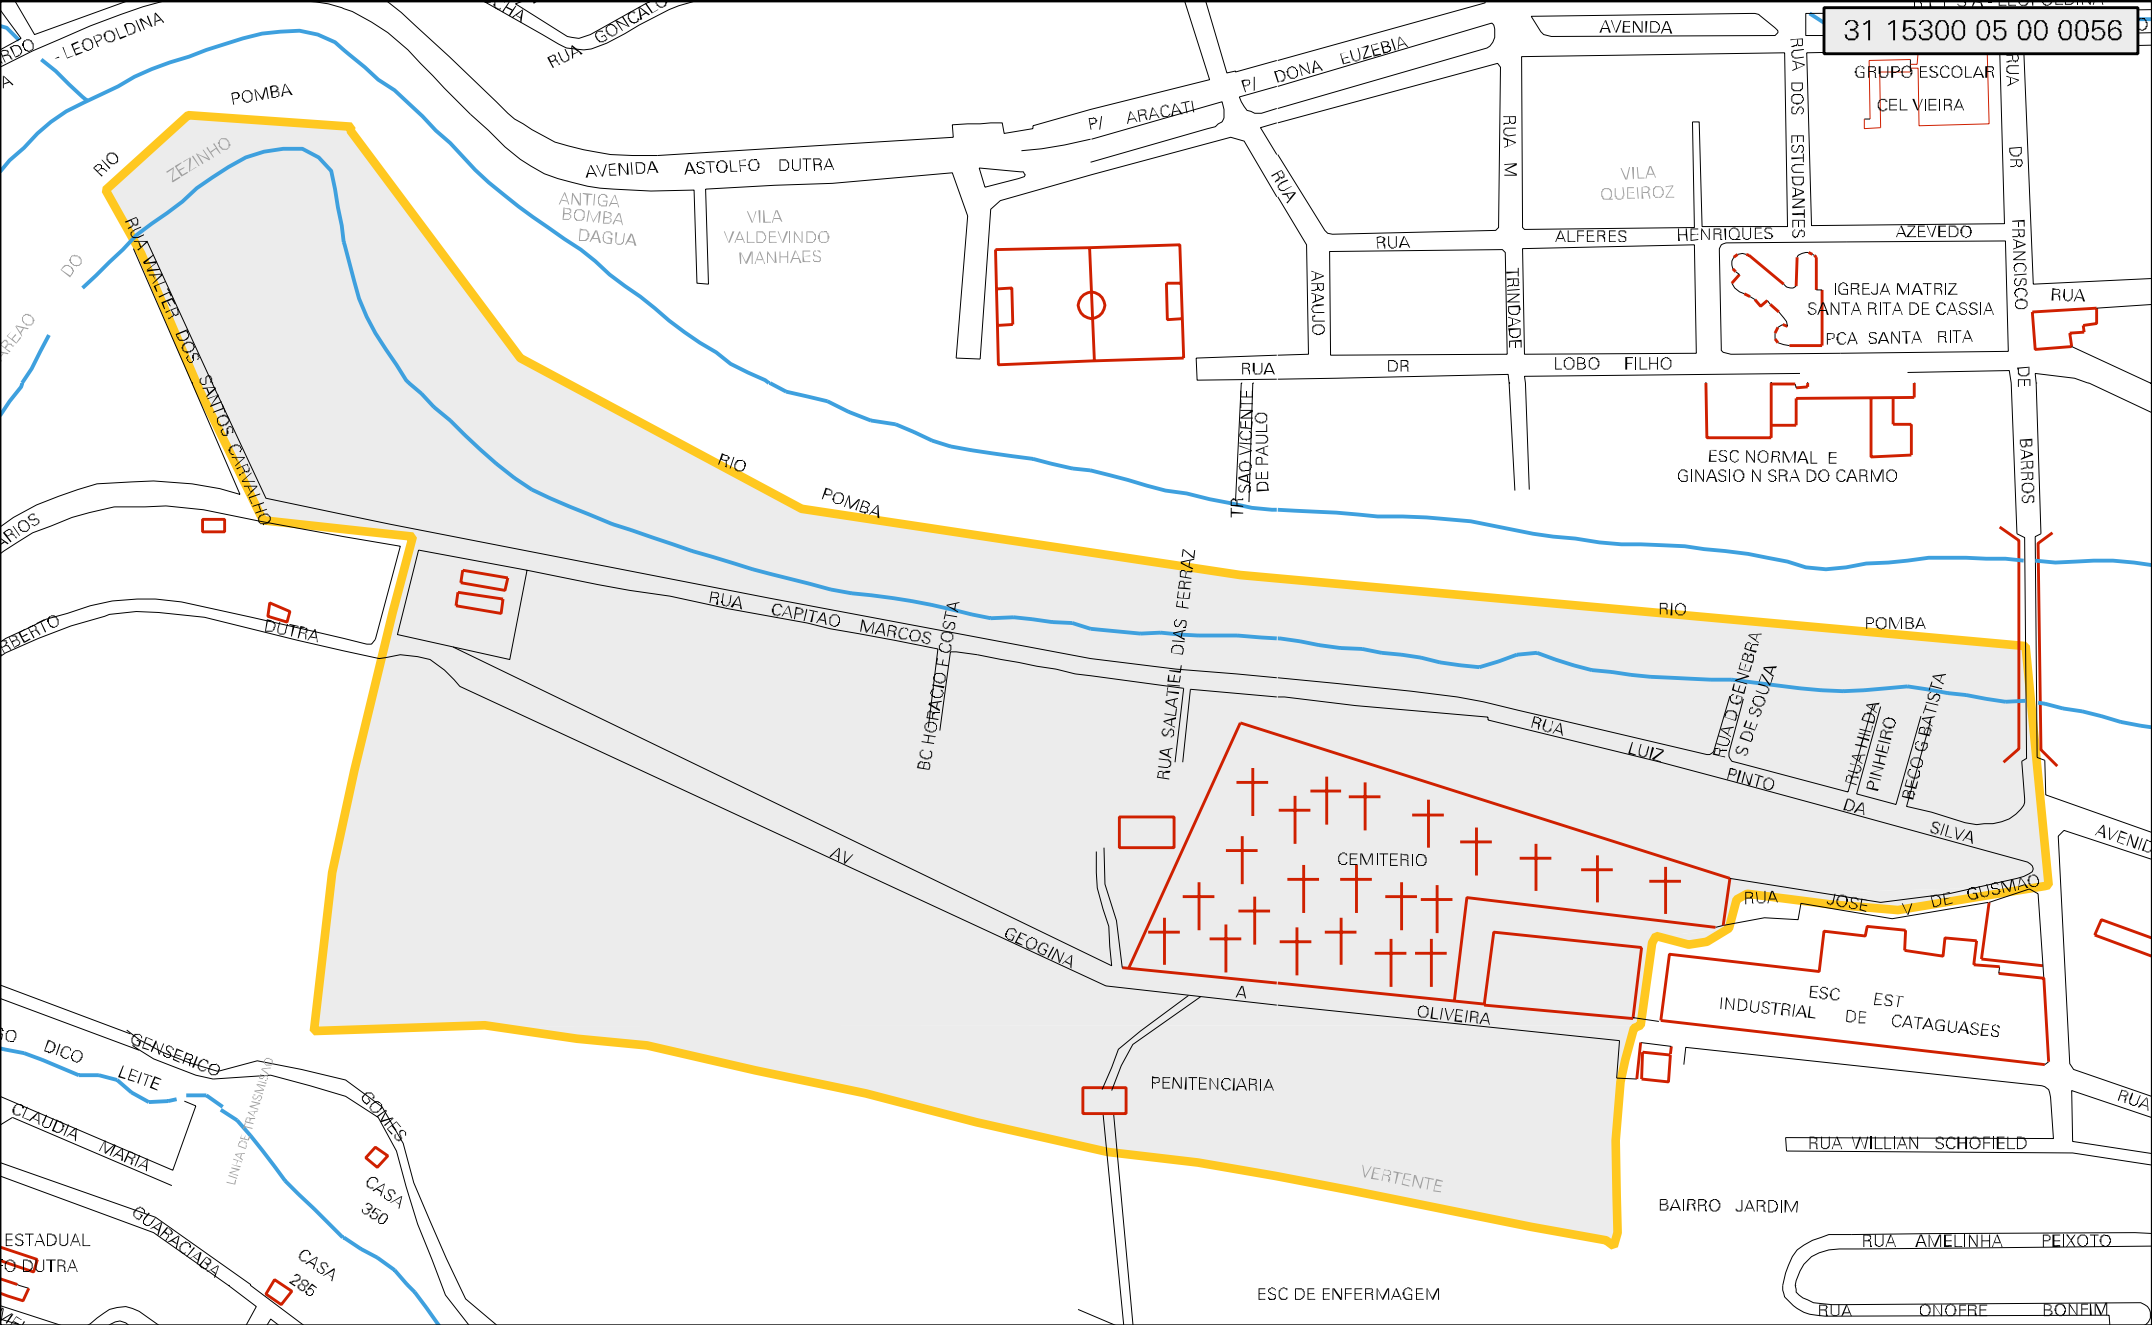 31 15300 05 00 0056
-LEOPOLDINA
RUA GONCALO
AVENIDA
P/ DONA EUZEBIA
P/ ARACATI
GRUPO ESCOLAR
CEL VIEIRA
RUA DOS ESTUDANTES
RUA DR FRANCISCO DE BARROS
POMBA
RIO
ZEZINHO
DO
AVENIDA ASTOLFO DUTRA
ANTIGA
BOMBA
DAGUA
VILA
VALDEVINDO
MANHAES
RUA M TRINDADE
VILA
QUEIROZ
RUA ARAUJO
RUA ALFERES HENRIQUES AZEVEDO
IGREJA MATRIZ
SANTA RITA DE CASSIA
PCA SANTA RITA
RUA
RUA DR LOBO FILHO
TR SAO VICENTE
DE PAULO
ESC NORMAL E
GINASIO N SRA DO CARMO
RUA WALTER DOS SANTOS CARVALHO
RIO POMBA
RIO POMBA
DUTRA
RUA CAPITAO MARCOS
BC HORACIO F COSTA
RUA SALATIEL DIAS FERRAZ
RUA D GENEBRA
S DE SOUZA
RUA HILDA
PINHEIRO
BECO G BATISTA
RUA LUIZ PINTO DA SILVA
AVENID
CEMITERIO
RUA JOSE V DE GUSMAO
AV GEOGINA A OLIVEIRA
ESC EST
INDUSTRIAL DE CATAGUASES
PENITENCIARIA
VERTENTE
RUA
RUA WILLIAN SCHOFIELD
BAIRRO JARDIM
RUA AMELINHA PEIXOTO
RUA ONOFRE BONFIM
ESC DE ENFERMAGEM
GENSERICO GOMES
DICO LEITE
LINHA DE TRANSMISAO
CLAUDIA MARIA
CASA
350
GUARACIABA
CASA
285
ESTADUAL
DUTRA